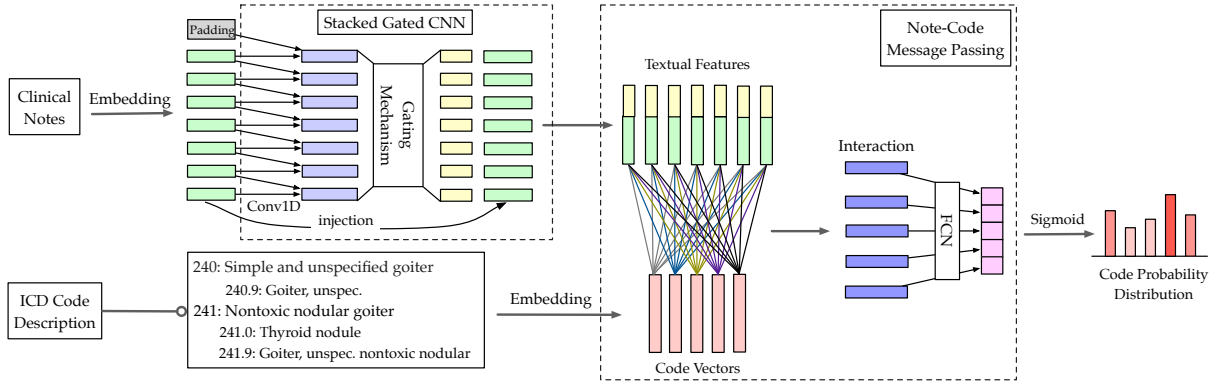 Padding
Stacked Gated CNN
Note-Code
Message Passing
Clinical
Notes
Embedding
Gating
Mechanism
Textual Features
Conv1D
injection
Interaction
FCN
Sigmoid
Code Probability
Distribution
ICD Code
Description
240: Simple and unspecified goiter
240.9: Goiter, unspec.
241: Nontoxic nodular goiter
241.0: Thyroid nodule
241.9: Goiter, unspec. nontoxic nodular
Embedding
Code Vectors